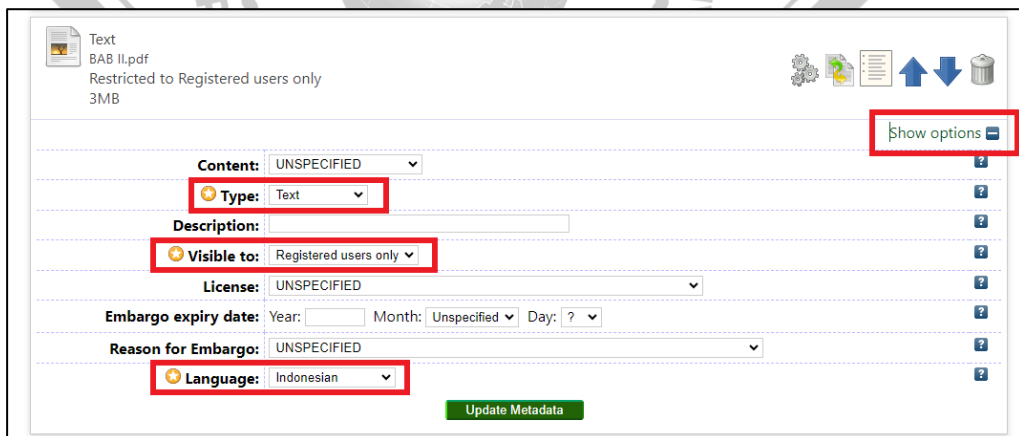 Text
BAB II.pdf
Restricted to Registered users only
3MB
Show options
Content: UNSPECIFIED ?
Type: Text ?
Description: ?
Visible to: Registered users only ?
License: UNSPECIFIED ?
Embargo expiry date: Year: Month: Unspecified Day: ? ?
Reason for Embargo: UNSPECIFIED ?
Language: Indonesian ?
Update Metadata